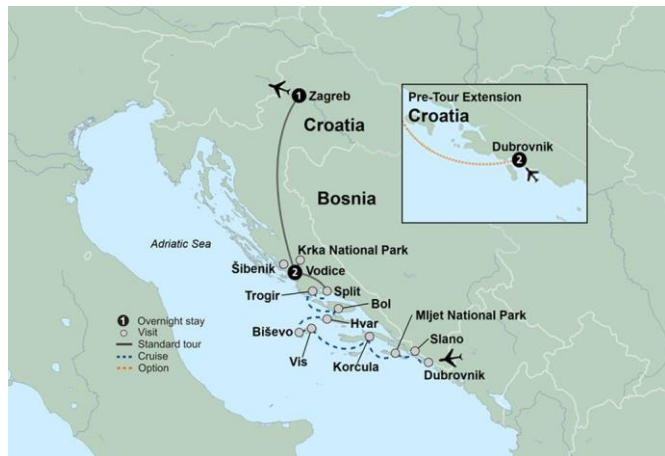 1 Zagreb
Croatia
Bosnia
Pre-Tour Extension
Croatia
Dubrovnik
2
Adriatic Sea
Krka National Park
Šibenik
2 Vodice
Trogir
Split
Bol
Mljet National Park
Hvar
Slano
Biševo
Vis
Korcula
Dubrovnik
1 Overnight stay
Visit
Standard tour
Cruise
Option